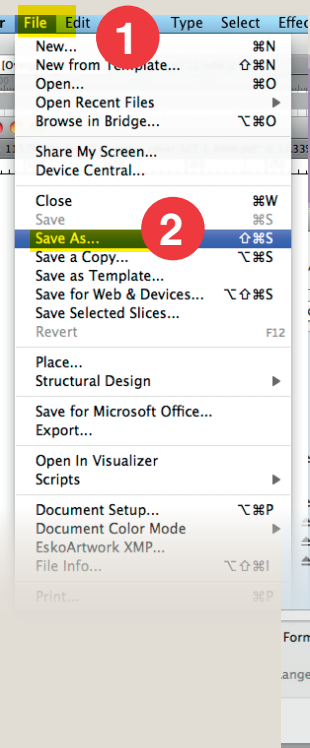 File Edit Type Select Effec
1
New... ⌘N
New from Template... ⇧⌘N
Open... ⌘O
Open Recent Files ▶
Browse in Bridge... ⌥⌘O
Share My Screen...
Device Central...
Close ⌘W
Save ⌘S
Save As... ⇧⌘S
2
Save a Copy... ⌥⌘S
Save as Template...
Save for Web & Devices... ⌥⇧⌘S
Save Selected Slices...
Revert F12
Place...
Structural Design ▶
Save for Microsoft Office...
Export...
Open In Visualizer
Scripts ▶
Document Setup... ⌥⌘P
Document Color Mode ▶
EskoArtwork XMP...
File Info... ⌥⇧⌘I
Print... ⌘P
Form
ange